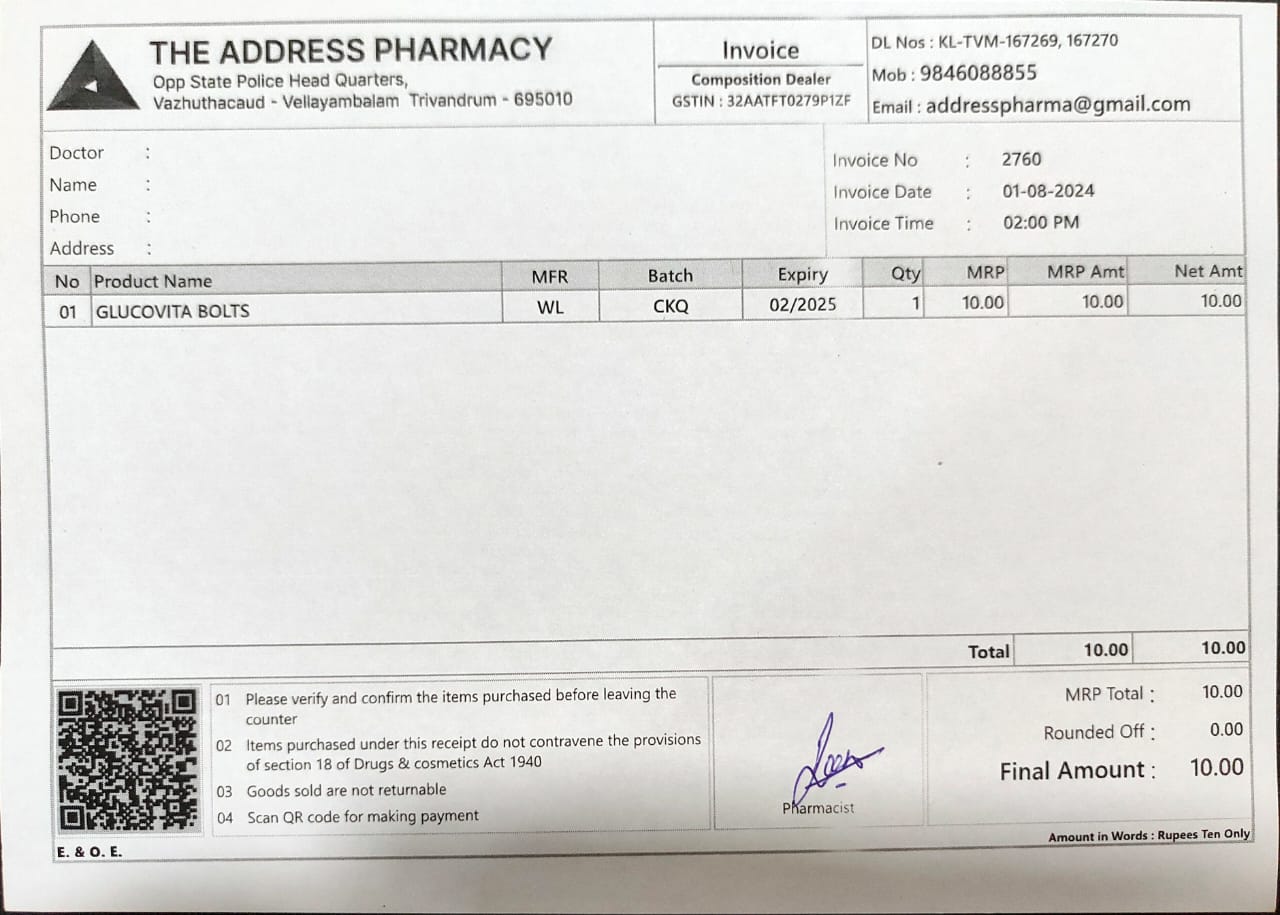 THE ADDRESS PHARMACY
Opp State Police Head Quarters,
Vazhuthacaud - Vellayambalam Trivandrum - 695010
Invoice
Composition Dealer
GSTIN : 32AATFT0279P1ZF
DL Nos : KL-TVM-167269, 167270
Mob : 9846088855
Email : addresspharma@gmail.com
Doctor :
Name :
Phone :
Address :
Invoice No : 2760
Invoice Date : 01-08-2024
Invoice Time : 02:00 PM
No Product Name MFR Batch Expiry Qty MRP MRP Amt Net Amt
01 GLUCOVITA BOLTS WL CKQ 02/2025 1 10.00 10.00 10.00
Total 10.00 10.00
01 Please verify and confirm the items purchased before leaving the
counter
02 Items purchased under this receipt do not contravene the provisions
of section 18 of Drugs & cosmetics Act 1940
03 Goods sold are not returnable
04 Scan QR code for making payment
Pharmacist
MRP Total : 10.00
Rounded Off : 0.00
Final Amount : 10.00
Amount in Words : Rupees Ten Only
E. & O. E.